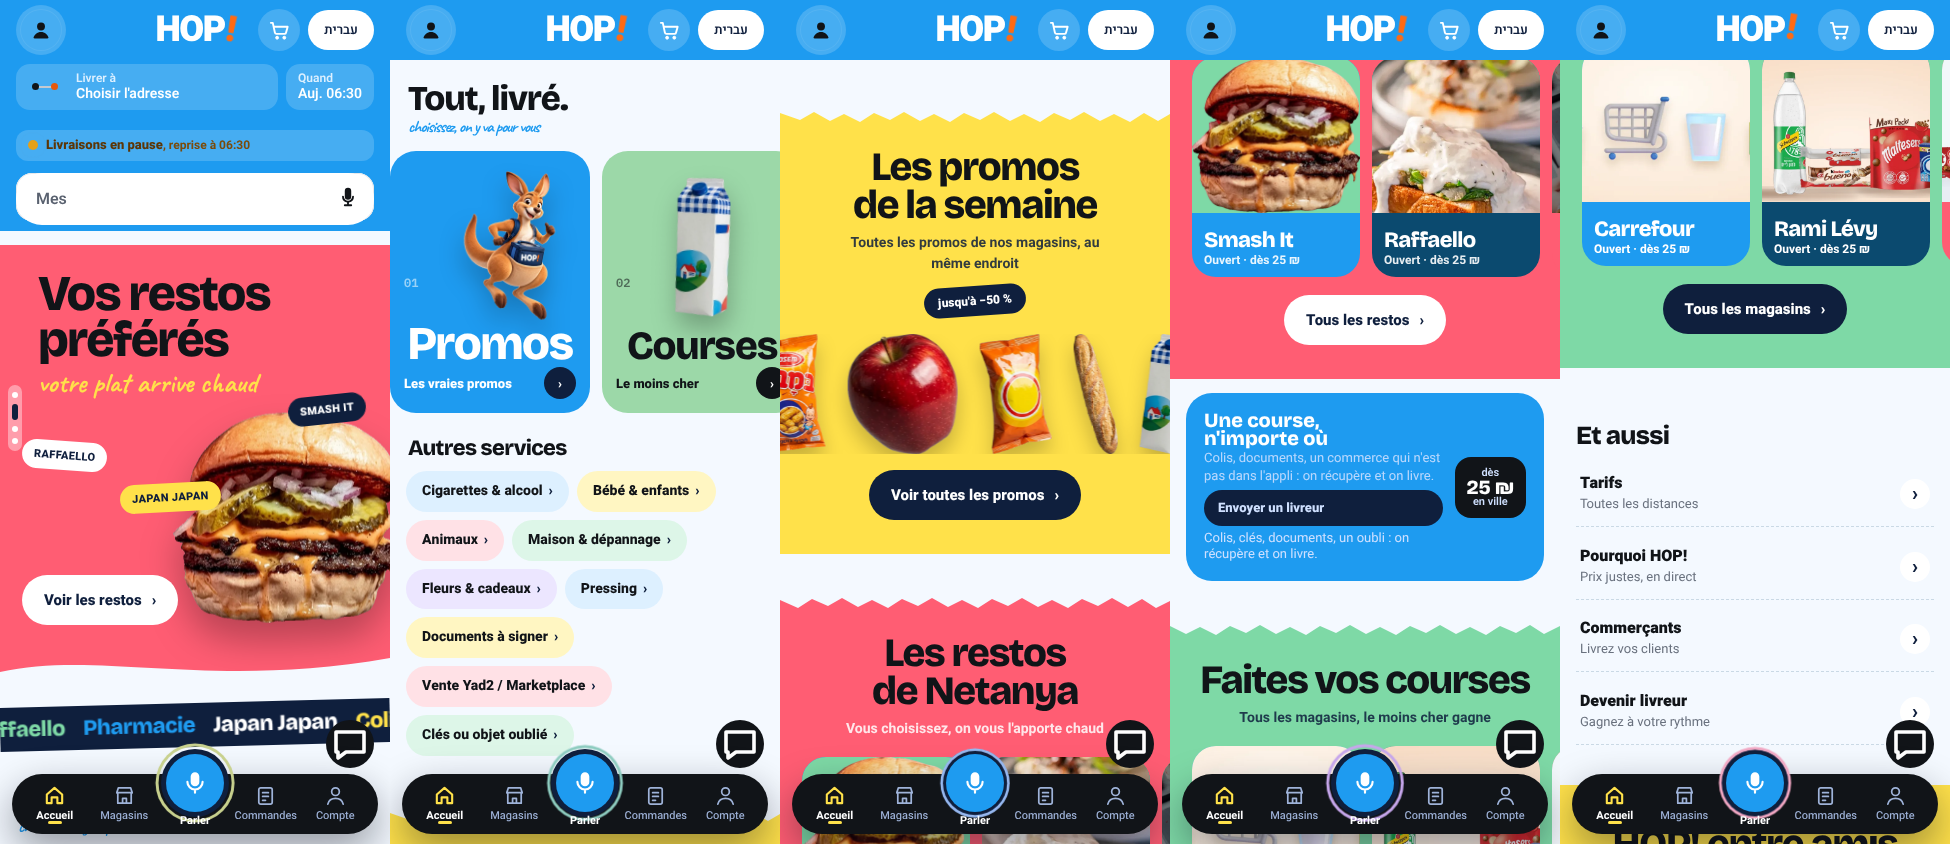 HOP!
עברית
Livrer à
Choisir l'adresse
Quand
Auj. 06:30
Livraisons en pause, reprise à 06:30
Mes
Vos restos
préférés
votre plat arrive chaud
SMASH IT
RAFFAELLO
JAPAN JAPAN
Voir les restos ›
ffaello Pharmacie Japan Japan Col
Accueil
Magasins
Parler
Commandes
Compte
HOP!
עברית
Tout, livré.
choisissez, on y va pour vous
HOP!
01
Promos
Les vraies promos ›
02
Courses
Le moins cher ›
Autres services
Cigarettes & alcool ›
Bébé & enfants ›
Animaux ›
Maison & dépannage ›
Fleurs & cadeaux ›
Pressing ›
Documents à signer ›
Vente Yad2 / Marketplace ›
Clés ou objet oublié ›
Accueil
Magasins
Parler
Commandes
Compte
HOP!
עברית
Les promos
de la semaine
Toutes les promos de nos magasins, au
même endroit
jusqu'à −50 %
Voir toutes les promos ›
Les restos
de Netanya
Vous choisissez, on vous l'apporte chaud
Accueil
Magasins
Parler
Commandes
Compte
HOP!
עברית
Smash It
Ouvert · dès 25 ₪
Raffaello
Ouvert · dès 25 ₪
Tous les restos ›
Une course,
n'importe où
Colis, documents, un commerce qui n'est
pas dans l'appli : on récupère et on livre.
Envoyer un livreur
Colis, clés, documents, un oubli : on
récupère et on livre.
dès
25 ₪
en ville
Faites vos courses
Tous les magasins, le moins cher gagne
Accueil
Magasins
Parler
Commandes
Compte
HOP!
עברית
Carrefour
Ouvert · dès 25 ₪
Maltesers
bueno
Rami Lévy
Ouvert · dès 25 ₪
Tous les magasins ›
Et aussi
Tarifs
Toutes les distances
Pourquoi HOP!
Prix justes, en direct
Commerçants
Livrez vos clients
Devenir livreur
Gagnez à votre rythme
HOP! entre amis
Accueil
Magasins
Parler
Commandes
Compte